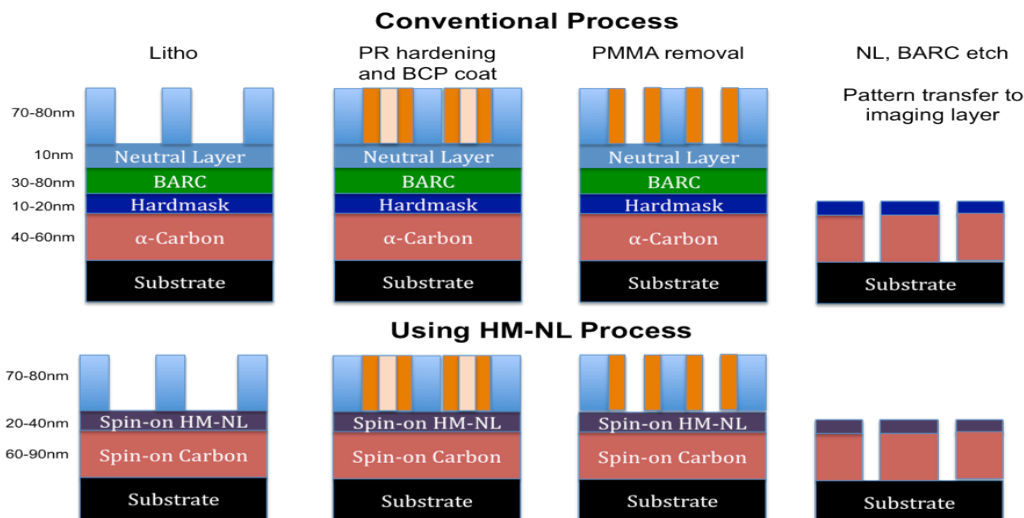 Conventional Process
Litho
PR hardening
and BCP coat
PMMA removal
NL, BARC etch
Pattern transfer to
imaging layer
70-80nm
10nm
Neutral Layer
Neutral Layer
Neutral Layer
30-80nm
BARC
BARC
BARC
10-20nm
Hardmask
Hardmask
Hardmask
40-60nm
α-Carbon
α-Carbon
α-Carbon
Substrate
Substrate
Substrate
Substrate
Using HM-NL Process
70-80nm
20-40nm
Spin-on HM-NL
Spin-on HM-NL
Spin-on HM-NL
60-90nm
Spin-on Carbon
Spin-on Carbon
Spin-on Carbon
Substrate
Substrate
Substrate
Substrate